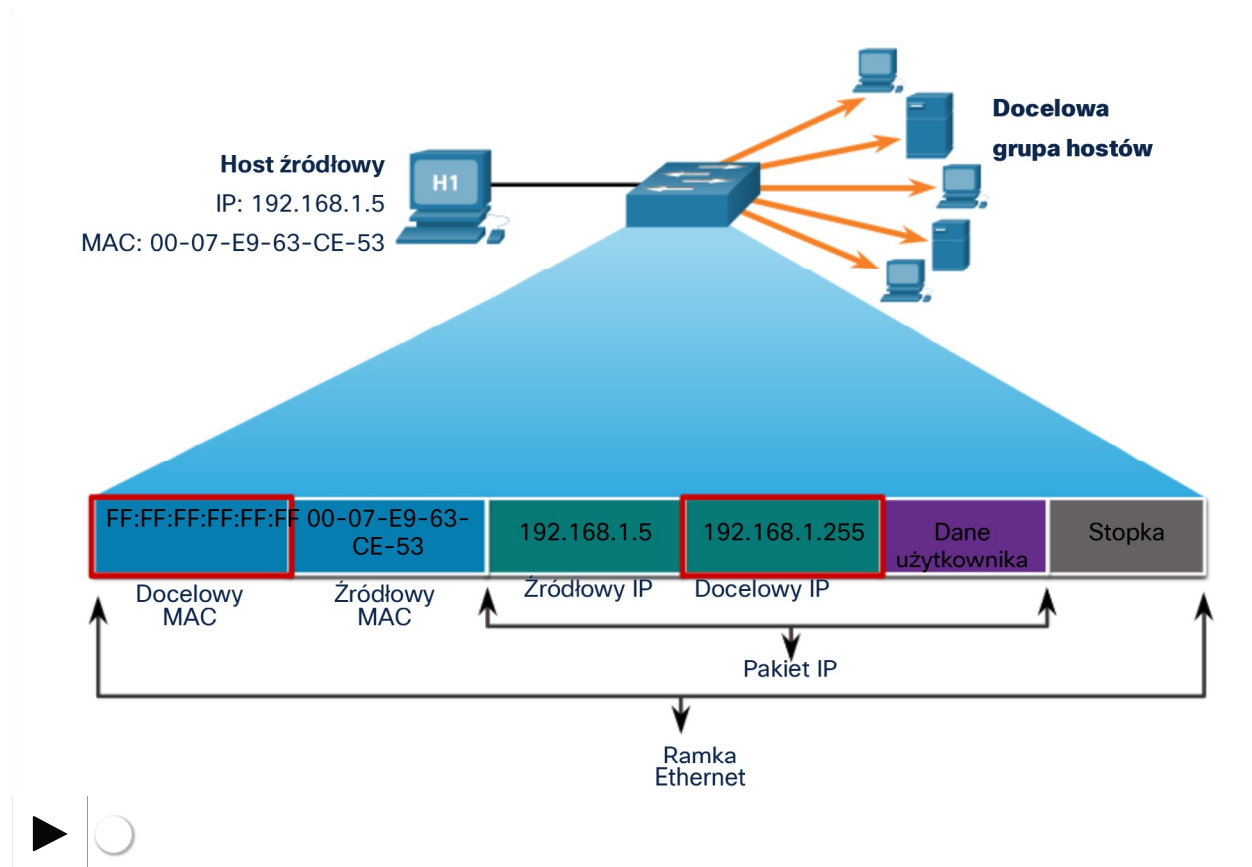 Docelowa
grupa hostów
Host źródłowy
IP: 192.168.1.5
MAC: 00-07-E9-63-CE-53
H1
FF:FF:FF:FF:FF:FF
00-07-E9-63-
CE-53
192.168.1.5
192.168.1.255
Dane
użytkownika
Stopka
Docelowy
MAC
Źródłowy
MAC
Źródłowy IP
Docelowy IP
Pakiet IP
Ramka
Ethernet